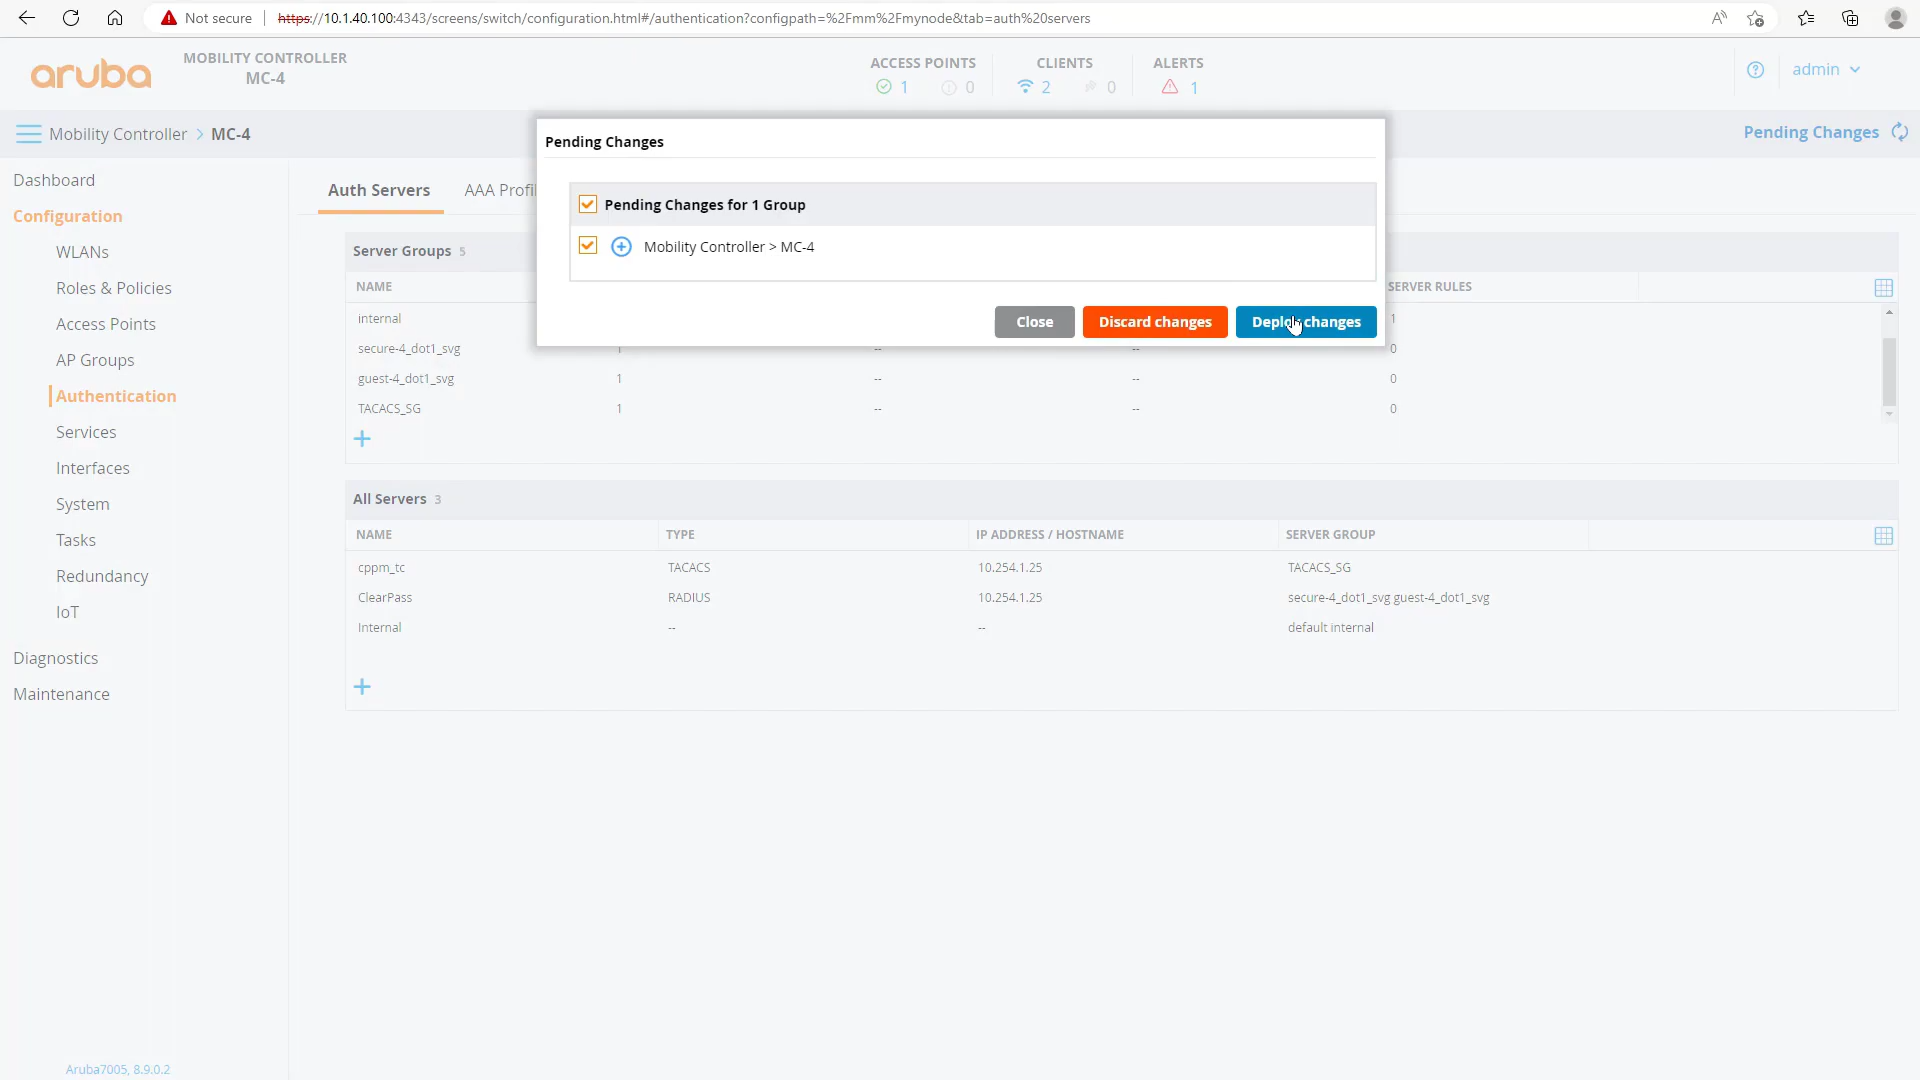 Not secure
https://10.1.40.100:4343/screens/switch/configuration.html#/authentication?configpath=%2Fmm%2Fmynode&tab=auth%20servers
aruba
MOBILITY CONTROLLER
MC-4
ACCESS POINTS
1 0
CLIENTS
2 0
ALERTS
1
admin
Mobility Controller > MC-4
Pending Changes
Dashboard
Configuration
WLANs
Roles & Policies
Access Points
AP Groups
Authentication
Services
Interfaces
System
Tasks
Redundancy
IoT
Diagnostics
Maintenance
Aruba7005, 8.9.0.2
Pending Changes
Pending Changes for 1 Group
Mobility Controller > MC-4
Close
Discard changes
Deploy changes
Auth Servers
AAA Profil
Server Groups 5
NAME SERVER RULES
internal 1
secure-4_dot1_svg 1 -- -- 0
guest-4_dot1_svg 1 -- -- 0
TACACS_SG 1 -- -- 0
+
All Servers 3
NAME TYPE IP ADDRESS / HOSTNAME SERVER GROUP
cppm_tc TACACS 10.254.1.25 TACACS_SG
ClearPass RADIUS 10.254.1.25 secure-4_dot1_svg guest-4_dot1_svg
Internal -- -- default internal
+